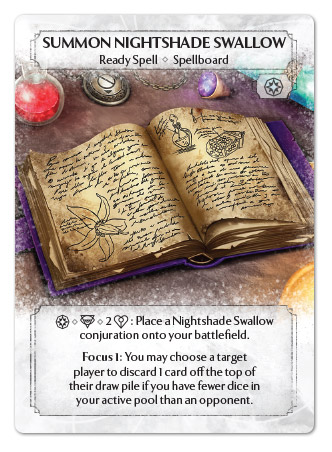 SUMMON NIGHTSHADE SWALLOW
Ready Spell ⬦ Spellboard
⬦ ⬦ 2 : Place a Nightshade Swallow
conjuration onto your battlefield.
Focus 1: You may choose a target
player to discard 1 card off the top of
their draw pile if you have fewer dice in
your active pool than an opponent.